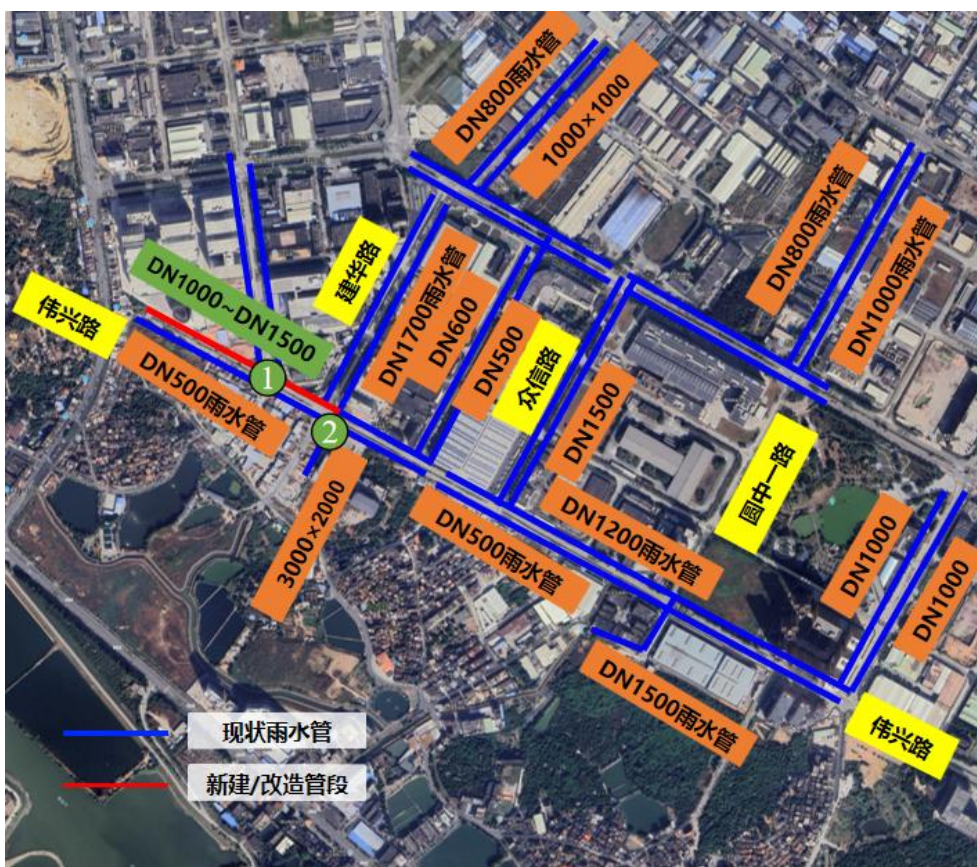 DN800雨水管
1000×1000
DN800雨水管
DN1000雨水管
建华路
DN1000~DN1500
伟兴路
DN500雨水管
DN1700雨水管
DN600
DN500
众信路
DN1500
圆中一路
1
2
3000×2000
DN500雨水管
DN1200雨水管
DN1000
DN1000
DN1500雨水管
伟兴路
现状雨水管
新建/改造管段